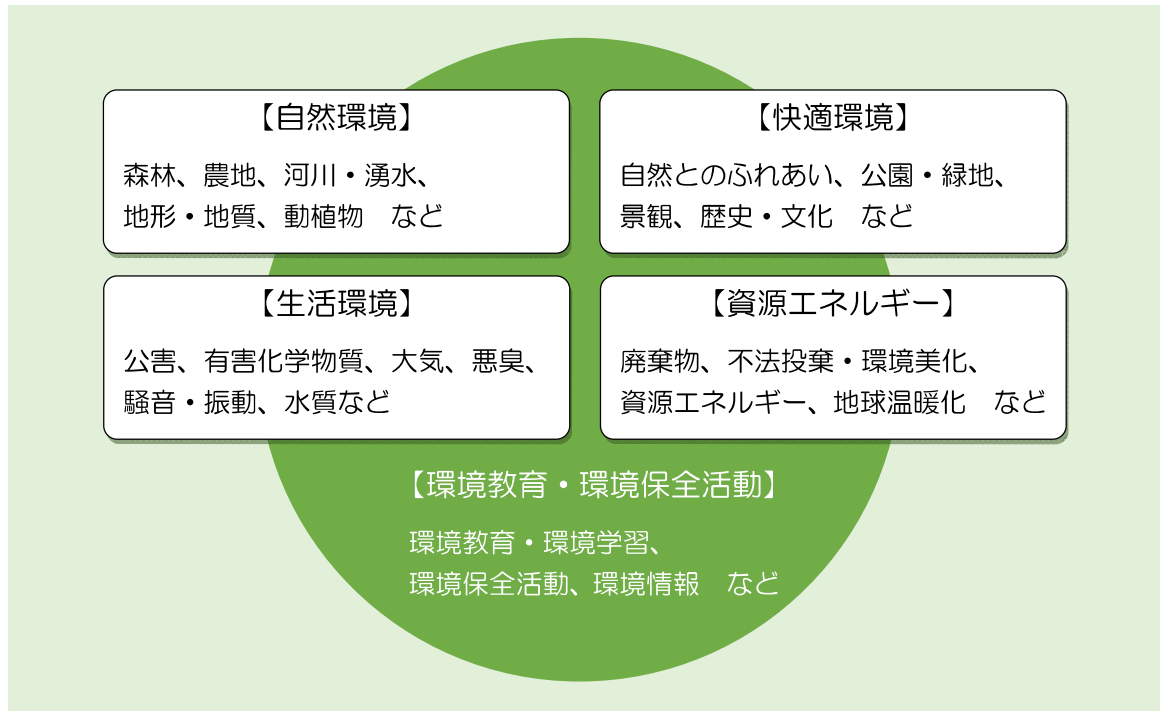 【自然環境】
森林、農地、河川・湧水、
地形・地質、動植物　など
【快適環境】
自然とのふれあい、公園・緑地、
景観、歴史・文化　など
【生活環境】
公害、有害化学物質、大気、悪臭、
騒音・振動、水質など
【資源エネルギー】
廃棄物、不法投棄・環境美化、
資源エネルギー、地球温暖化　など
【環境教育・環境保全活動】
環境教育・環境学習、
環境保全活動、環境情報　など